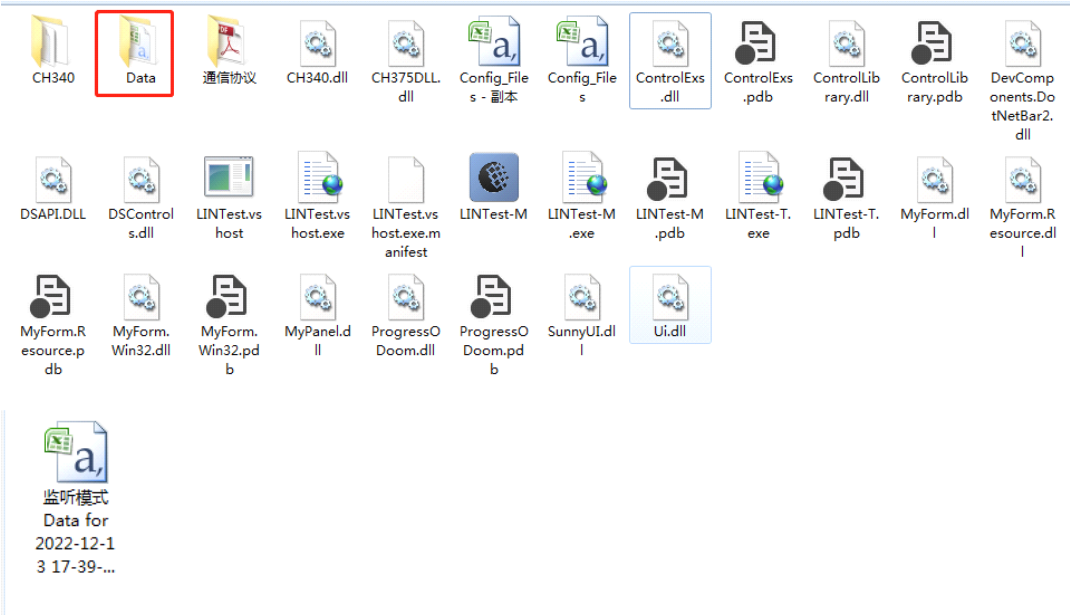 CH340
Data
通信协议
CH340.dll
CH375DLL.
dll
Config_File
s - 副本
Config_File
s
ControlExs
.dll
ControlExs
.pdb
ControlLib
rary.dll
ControlLib
rary.pdb
DevComp
onents.Do
tNetBar2.
dll
DSAPI.DLL
DSControl
s.dll
LINTest.vs
host
LINTest.vs
host.exe
LINTest.vs
host.exe.m
anifest
LINTest-M
LINTest-M
.exe
LINTest-M
.pdb
LINTest-T.
exe
LINTest-T.
pdb
MyForm.dl
l
MyForm.R
esource.dl
l
MyForm.R
esource.p
db
MyForm.
Win32.dll
MyForm.
Win32.pd
b
MyPanel.d
ll
ProgressO
Doom.dll
ProgressO
Doom.pd
b
SunnyUI.dl
l
Ui.dll
监听模式
Data for
2022-12-1
3 17-39-...